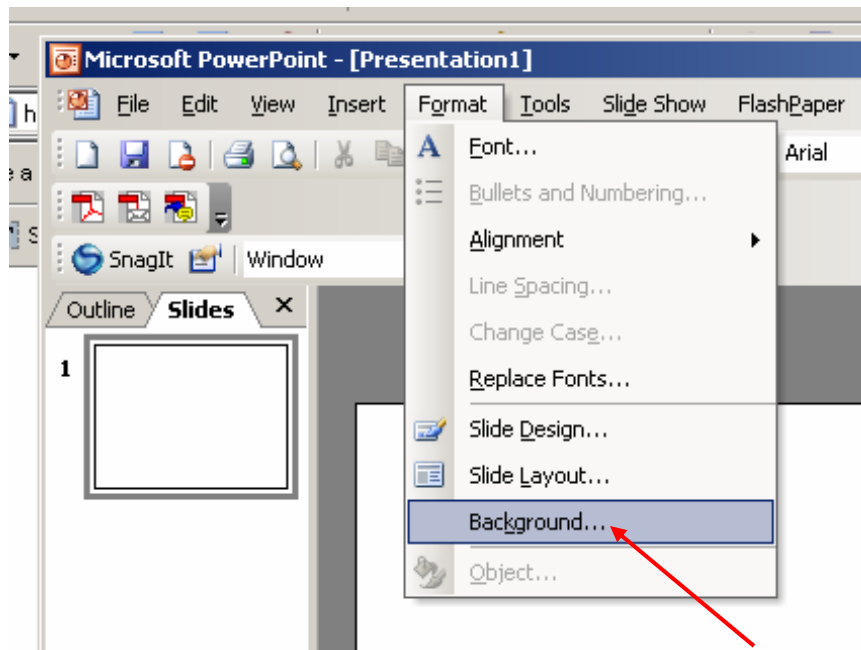 Microsoft PowerPoint - [Presentation1]
h
File Edit View Insert Format Tools Slide Show FlashPaper
Font...
Arial
e a
Bullets and Numbering...
S
Alignment
SnagIt Window
Line Spacing...
Outline Slides X
Change Case...
1
Replace Fonts...
Slide Design...
Slide Layout...
Background...
Object...